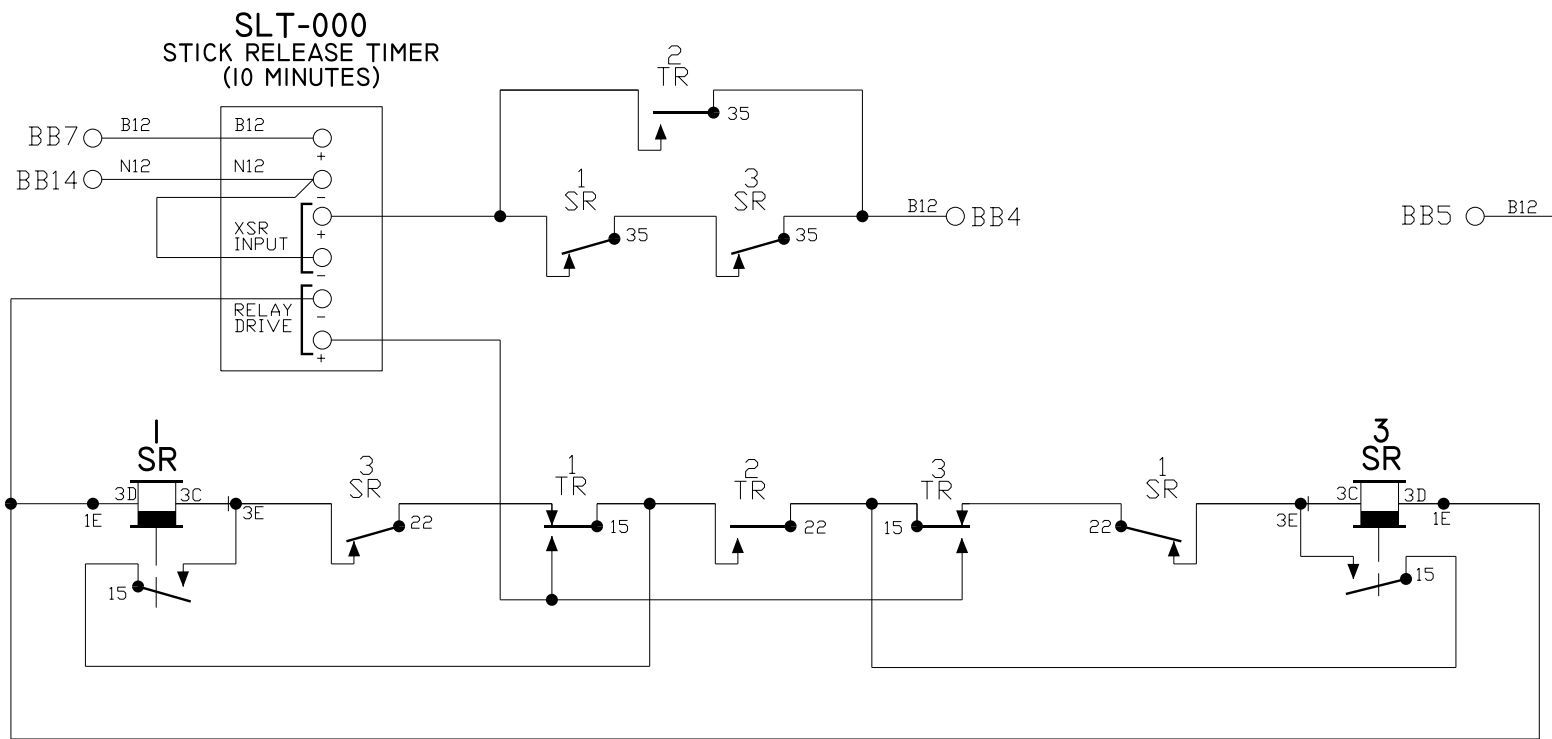 SLT-000
STICK RELEASE TIMER
(10 MINUTES)
2
TR
35
BB7
B12
B12
+
BB14
N12
N12
-
XSR
INPUT
+
-
1
SR
35
3
SR
35
B12
BB4
BB5
B12
RELAY
DRIVE
-
+
1
SR
3D
3C
1E
3E
15
3
SR
22
1
TR
15
2
TR
22
3
TR
15
1
SR
22
3
SR
3C
3D
3E
1E
15